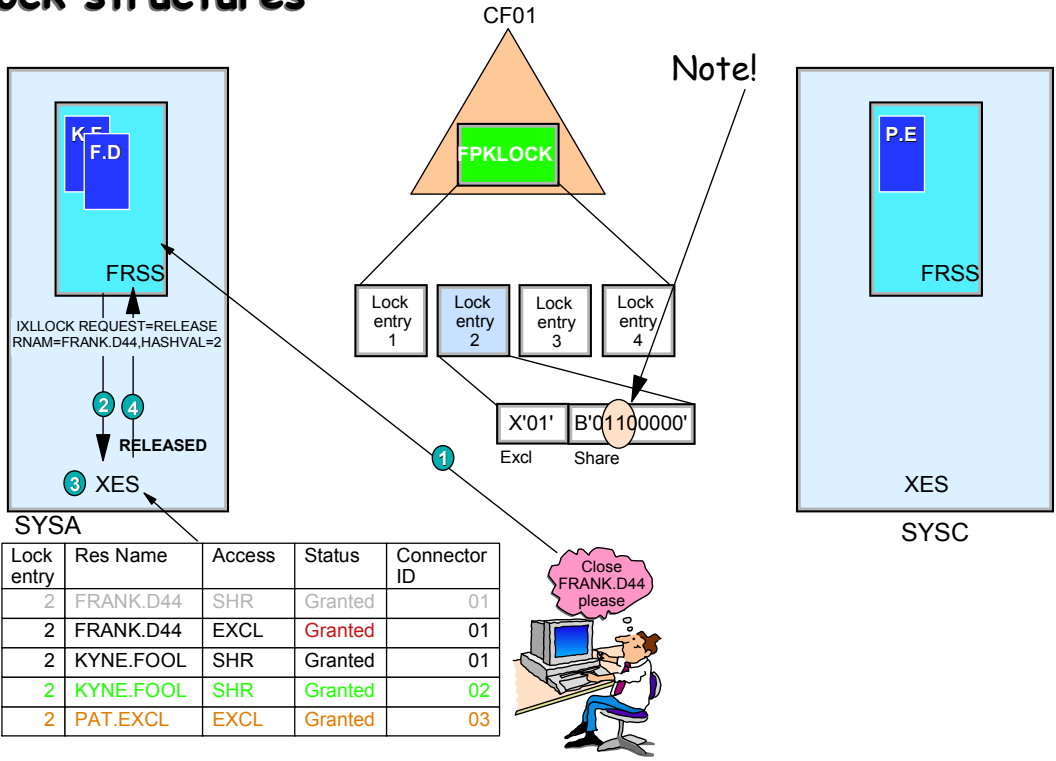 lock structures
CF01
Note!
K.F
F.D
FRSS
IXLLOCK REQUEST=RELEASE
RNAM=FRANK.D44,HASHVAL=2
2
4
RELEASED
3
XES
SYSA
FPKLOCK
Lock
entry
1
Lock
entry
2
Lock
entry
3
Lock
entry
4
X'01'
B'01100000'
Excl
Share
1
P.E
FRSS
XES
SYSC
Close
FRANK.D44
please
Lock entry Res Name Access Status Connector ID
2 FRANK.D44 SHR Granted 01
2 FRANK.D44 EXCL Granted 01
2 KYNE.FOOL SHR Granted 01
2 KYNE.FOOL SHR Granted 02
2 PAT.EXCL EXCL Granted 03